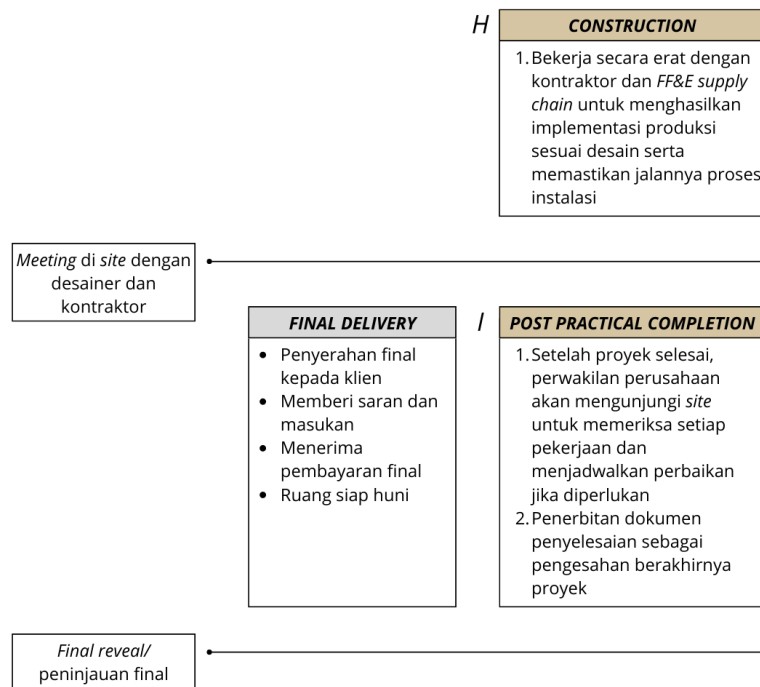 H
CONSTRUCTION
1. Bekerja secara erat dengan
kontraktor dan FF&E supply
chain untuk menghasilkan
implementasi produksi
sesuai desain serta
memastikan jalannya proses
instalasi
Meeting di site dengan
desainer dan
kontraktor
FINAL DELIVERY
• Penyerahan final
kepada klien
• Memberi saran dan
masukan
• Menerima
pembayaran final
• Ruang siap huni
I
POST PRACTICAL COMPLETION
1. Setelah proyek selesai,
perwakilan perusahaan
akan mengunjungi site
untuk memeriksa setiap
pekerjaan dan
menjadwalkan perbaikan
jika diperlukan
2. Penerbitan dokumen
penyelesaian sebagai
pengesahan berakhirnya
proyek
Final reveal/
peninjauan final